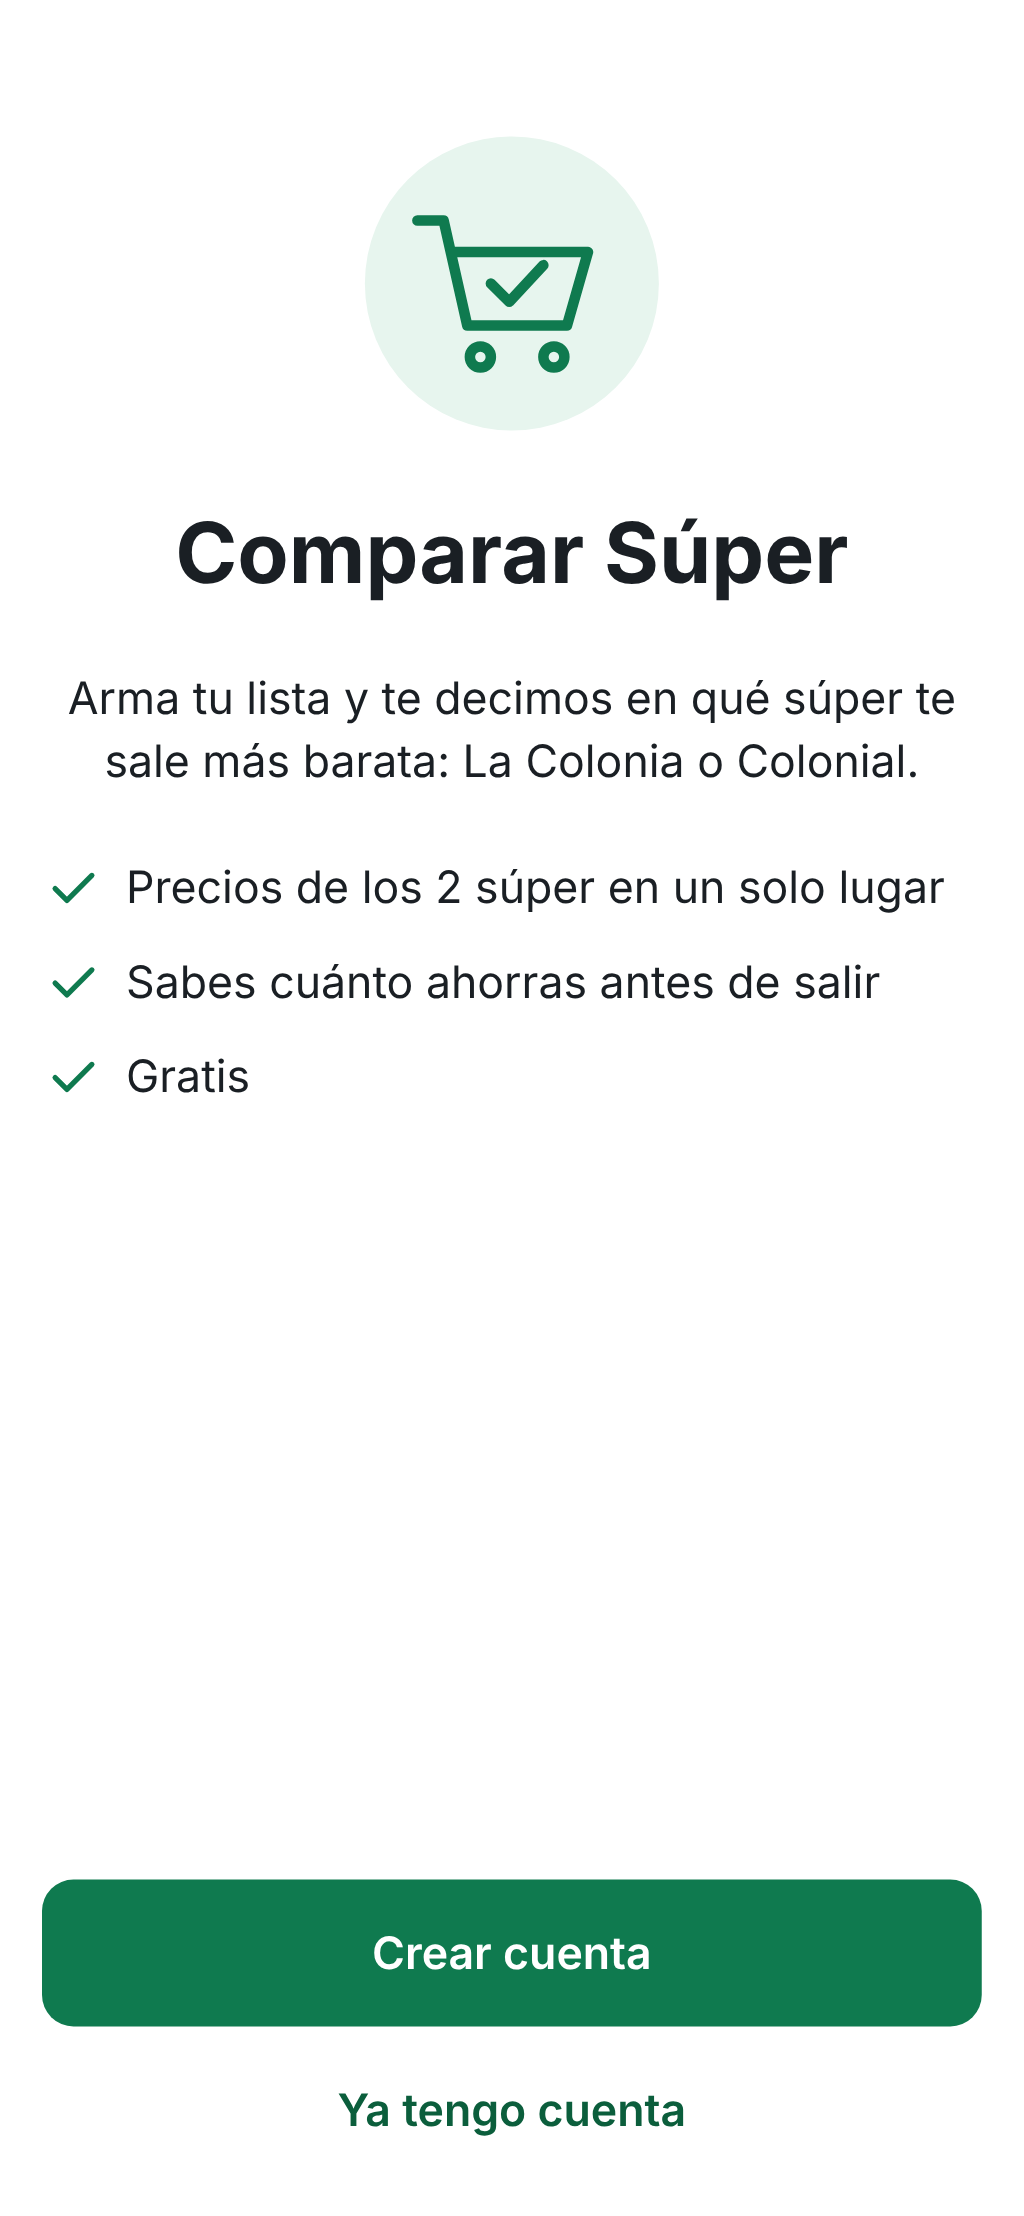 Comparar Súper
Arma tu lista y te decimos en qué súper te
sale más barata: La Colonia o Colonial.
Precios de los 2 súper en un solo lugar
Sabes cuánto ahorras antes de salir
Gratis
Crear cuenta
Ya tengo cuenta